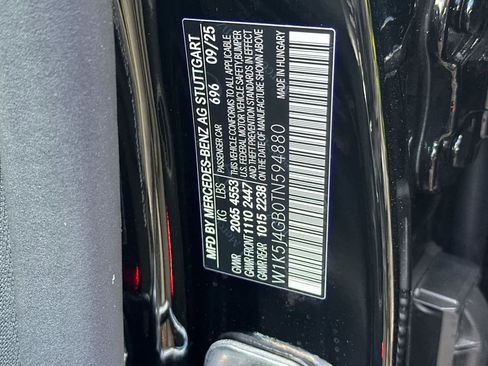 MFD. BY MERCEDES-BENZ AG STUTTGART
KG LBS PASSENGER CAR 696 09/25
GVWR 2065 4553 THIS VEHICLE CONFORMS TO ALL APPLICABLE
GAWR FRONT 1110 2447 U.S. FEDERAL MOTOR VEHICLE SAFETY, BUMPER
GAWR REAR 1015 2238 AND THEFT PREVENTION STANDARDS IN EFFECT
ON THE DATE OF MANUFACTURE SHOWN ABOVE
W1K5J4GB0TN594880 MADE IN HUNGARY